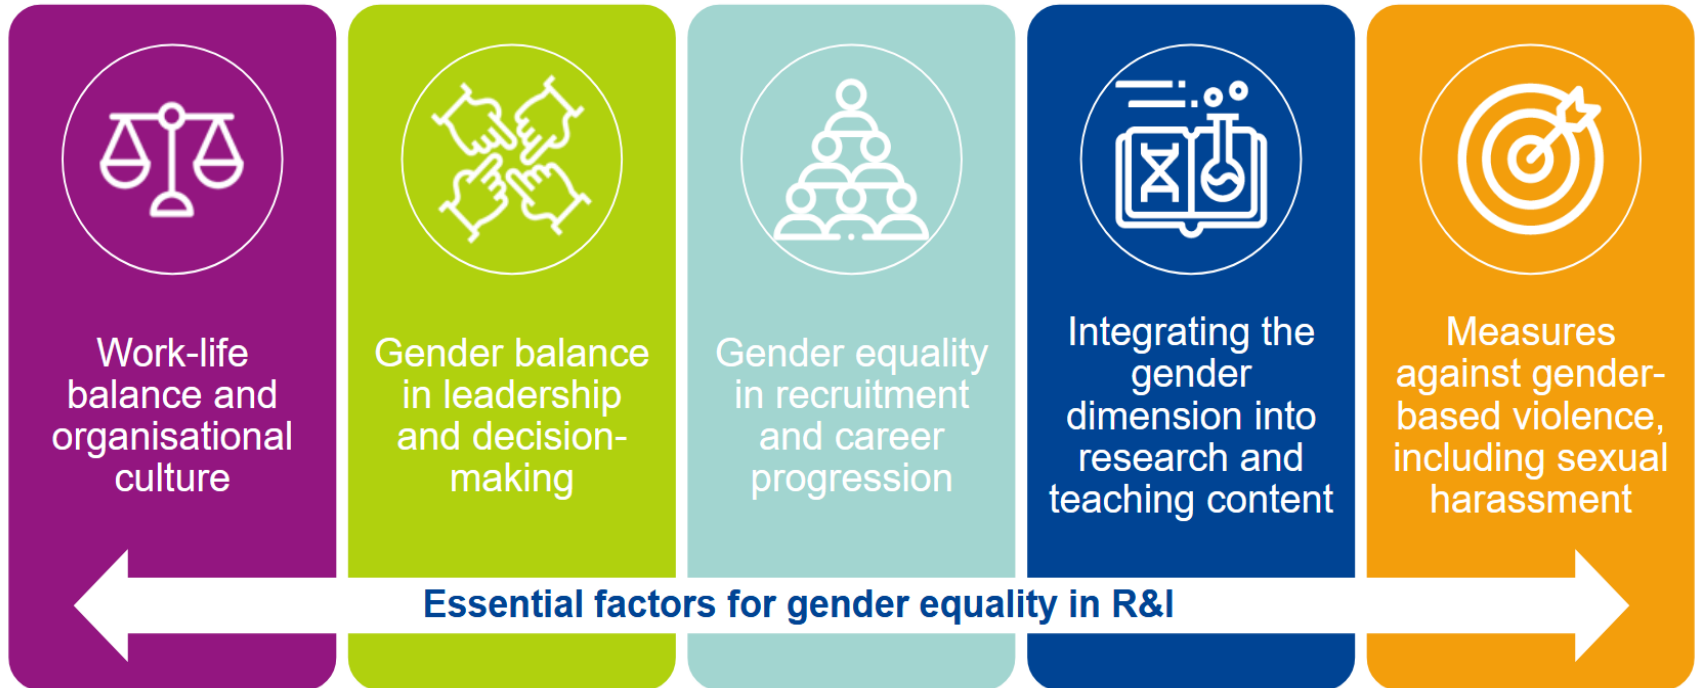 Work-life
balance and
organisational
culture
Gender balance
in leadership
and decision-
making
Gender equality
in recruitment
and career
progression
Integrating the
gender
dimension into
research and
teaching content
Measures
against gender-
based violence,
including sexual
harassment
Essential factors for gender equality in R&I